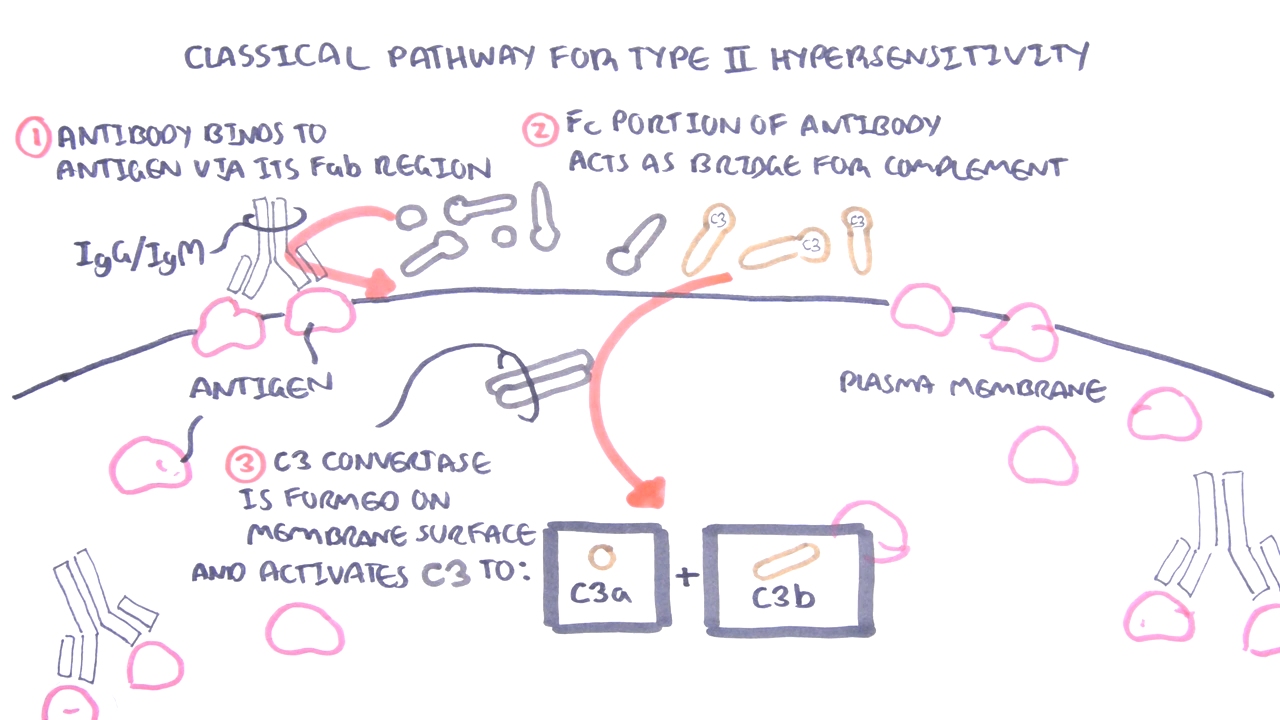 CLASSICAL PATHWAY FOR TYPE II HYPERSENSITIVITY
1 ANTIBODY BINDS TO
ANTIGEN VIA ITS Fab REGION
2 Fc PORTION OF ANTIBODY
ACTS AS BRIDGE FOR COMPLEMENT
IgG/IgM
C3
C3
C3
ANTIGEN
PLASMA MEMBRANE
3 C3 CONVERTASE
IS FORMED ON
MEMBRANE SURFACE
AND ACTIVATES C3 TO:
C3a + C3b